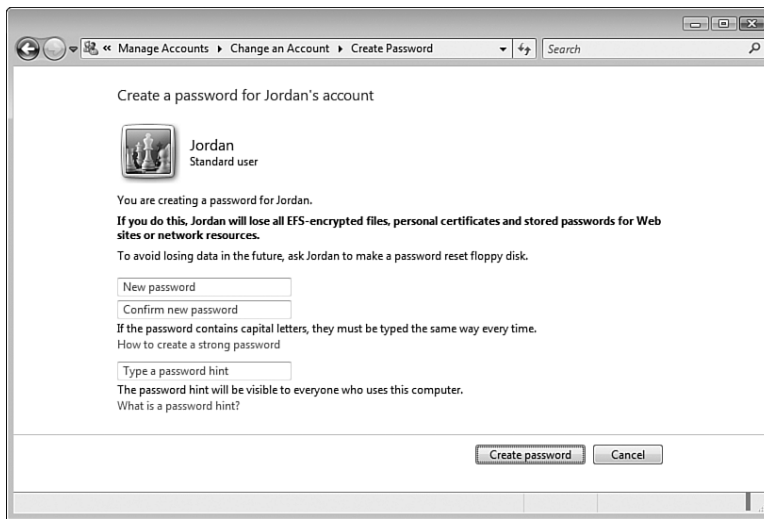 « Manage Accounts ▸ Change an Account ▸ Create Password
Search
Create a password for Jordan's account
Jordan
Standard user
You are creating a password for Jordan.
If you do this, Jordan will lose all EFS-encrypted files, personal certificates and stored passwords for Web
sites or network resources.
To avoid losing data in the future, ask Jordan to make a password reset floppy disk.
New password
Confirm new password
If the password contains capital letters, they must be typed the same way every time.
How to create a strong password
Type a password hint
The password hint will be visible to everyone who uses this computer.
What is a password hint?
Create password
Cancel